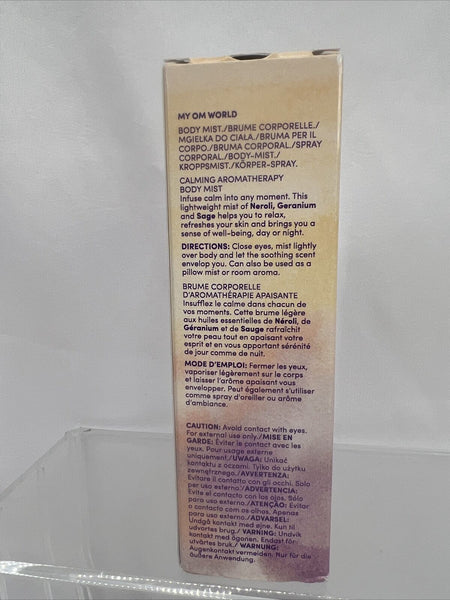 MY OM WORLD
BODY MIST./BRUME CORPORELLE./
MGIEŁKA DO CIAŁA./BRUMA PER IL
CORPO./BRUMA CORPORAL./SPRAY
CORPORAL./BODY-MIST./
KROPPSMIST./KÖRPER-SPRAY.
CALMING AROMATHERAPY
BODY MIST
Infuse calm into any moment. This
lightweight mist of Neroli, Geranium
and Sage helps you to relax,
refreshes your skin and brings you a
sense of well-being, day or night.
DIRECTIONS: Close eyes, mist lightly
over body and let the soothing scent
envelop you. Can also be used as a
pillow mist or room aroma.
BRUME CORPORELLE
D'AROMATHÉRAPIE APAISANTE
Insufflez le calme dans chacun de
vos moments. Cette brume légère
aux huiles essentielles de Néroli, de
Géranium et de Sauge rafraîchit
votre peau tout en apaisant votre
esprit et en vous apportant sérénité
de jour comme de nuit.
MODE D'EMPLOI: Fermer les yeux,
vaporiser légèrement sur le corps
et laisser l'arôme apaisant vous
envelopper. Peut également s'utiliser
comme spray d'oreiller ou arôme
d'ambiance.
CAUTION: Avoid contact with eyes.
For external use only./MISE EN
GARDE: Éviter le contact avec les
yeux. Pour usage externe
uniquement./UWAGA: Unikać
kontaktu z oczami. Tylko do użytku
zewnętrznego./AVVERTENZA:
Evitare il contatto con gli occhi. Solo
per uso externo./ADVERTENCIA:
Evite el contacto con los ojos. Sólo
para uso externo./ATENÇÃO: Evitar
o contacto com os olhos. Apenas
para uso externo./ADVARSEL:
Undgå kontakt med øjne. Kun til
udvortes brug./ VARNING: Undvik
kontakt med ögonen. Endast för
utvärtes bruk./ WARNUNG:
Augenkontakt vermeiden. Nur für die
äußere Anwendung.